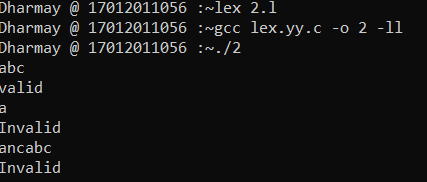 Dharmay @ 17012011056 :~lex 2.l
Dharmay @ 17012011056 :~gcc lex.yy.c -o 2 -ll
Dharmay @ 17012011056 :~./2
abc
valid
a
Invalid
ancabc
Invalid